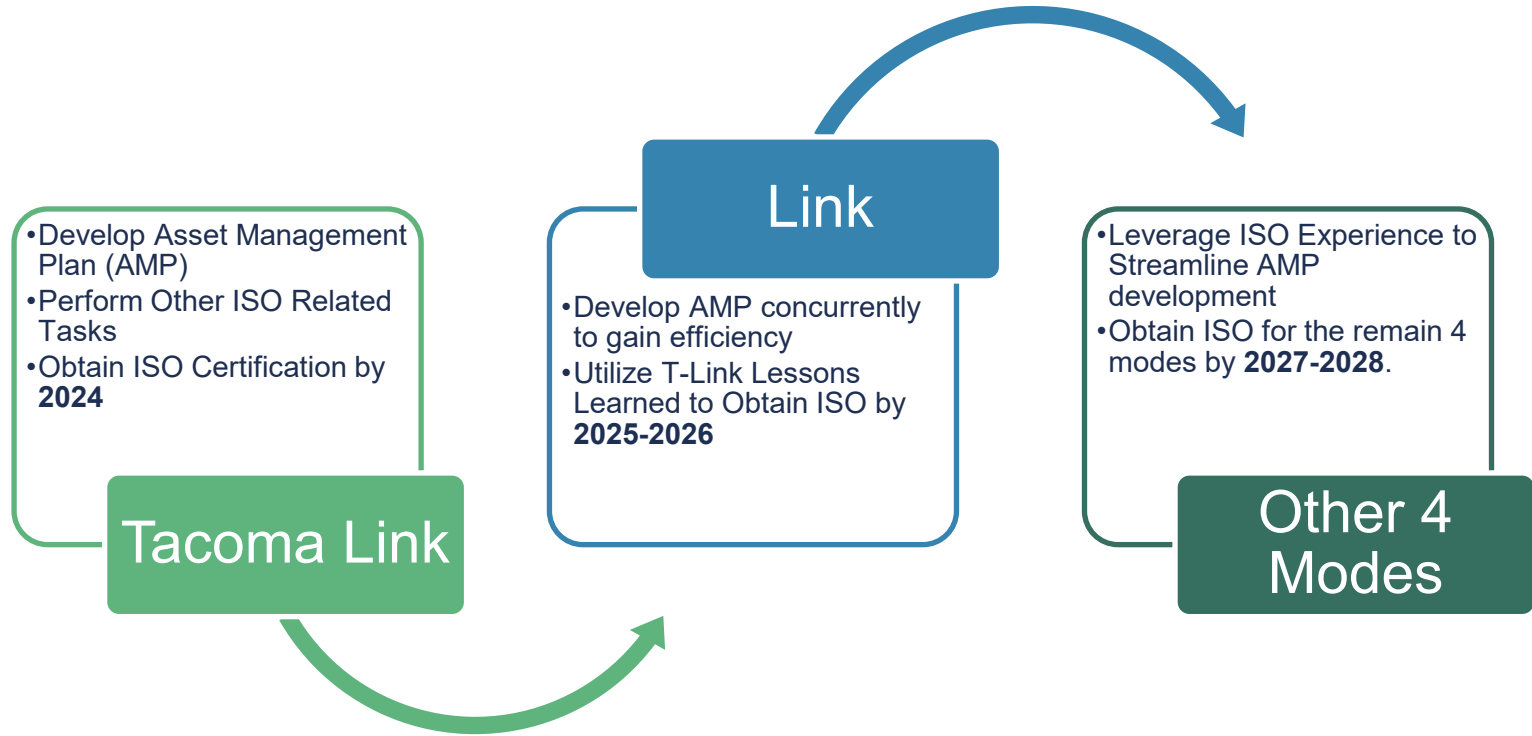 •Develop Asset Management
Plan (AMP)
•Perform Other ISO Related
Tasks
•Obtain ISO Certification by
2024
Tacoma Link
Link
•Develop AMP concurrently
to gain efficiency
•Utilize T-Link Lessons
Learned to Obtain ISO by
2025-2026
•Leverage ISO Experience to
Streamline AMP
development
•Obtain ISO for the remain 4
modes by 2027-2028.
Other 4
Modes